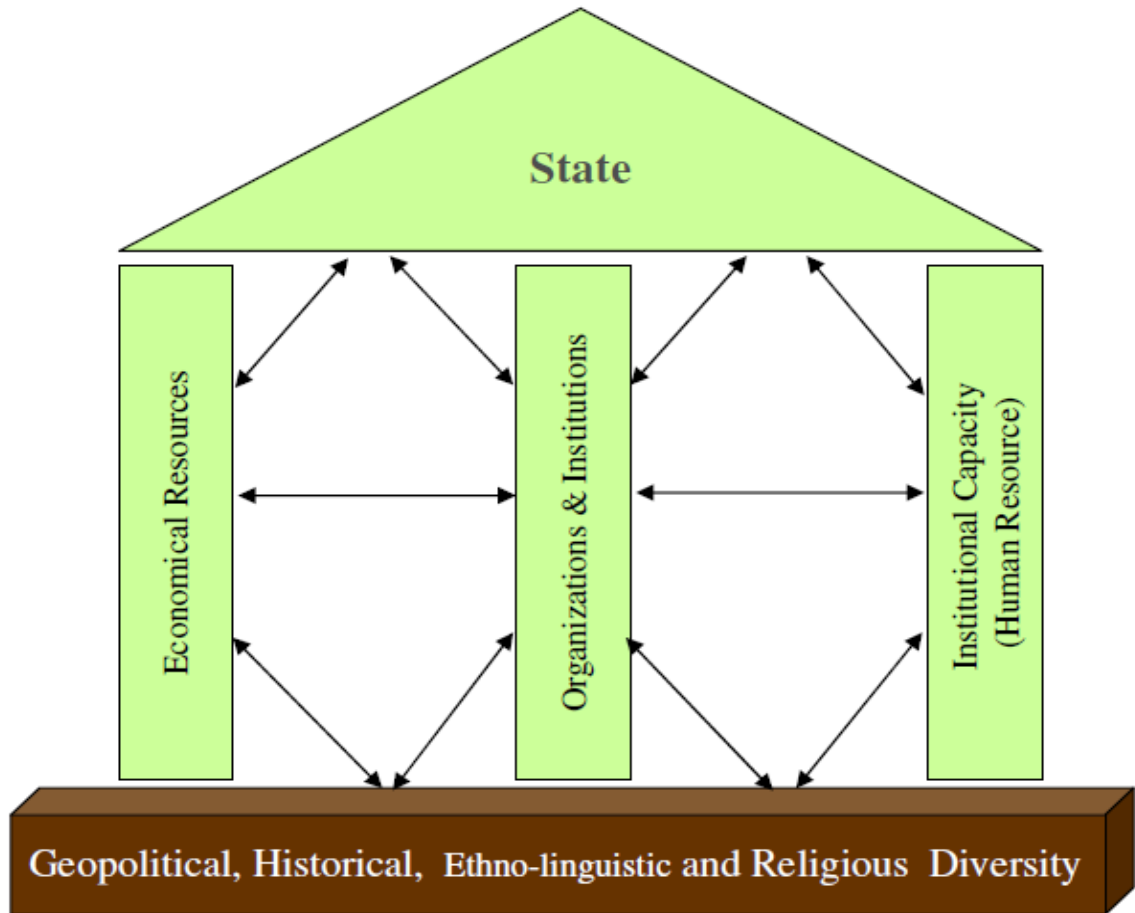 State
Economical Resources
Organizations & Institutions
Institutional Capacity
(Human Resource)
Geopolitical, Historical, Ethno-linguistic and Religious Diversity